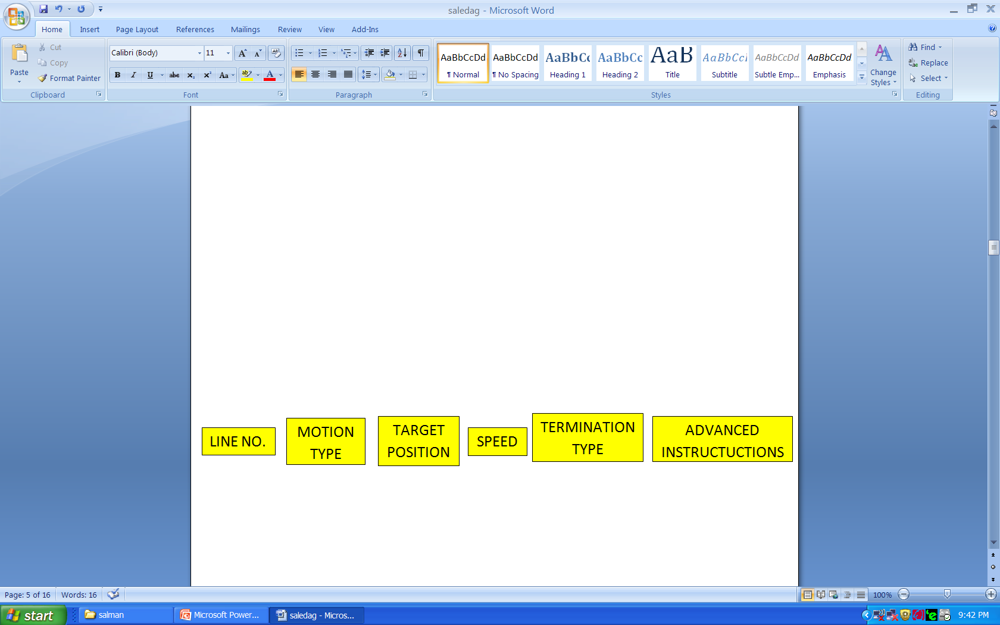 saledag - Microsoft Word
Home Insert Page Layout References Mailings Review View Add-Ins
Paste
Cut
Copy
Format Painter
Clipboard
Calibri (Body) 11
Font
Paragraph
AaBbCcDd AaBbCcDd AaBbCc AaBbCc AaB AaBbCcl AaBbCcDd AaBbCcDd
¶ Normal ¶ No Spacing Heading 1 Heading 2 Title Subtitle Subtle Emp... Emphasis
Change
Styles
Styles
Find
Replace
Select
Editing
LINE NO.
MOTION
TYPE
TARGET
POSITION
SPEED
TERMINATION
TYPE
ADVANCED
INSTRUCTUCTIONS
Page: 5 of 16 Words: 16
100%
start salman Microsoft Power... saledag - Micros... 9:42 PM